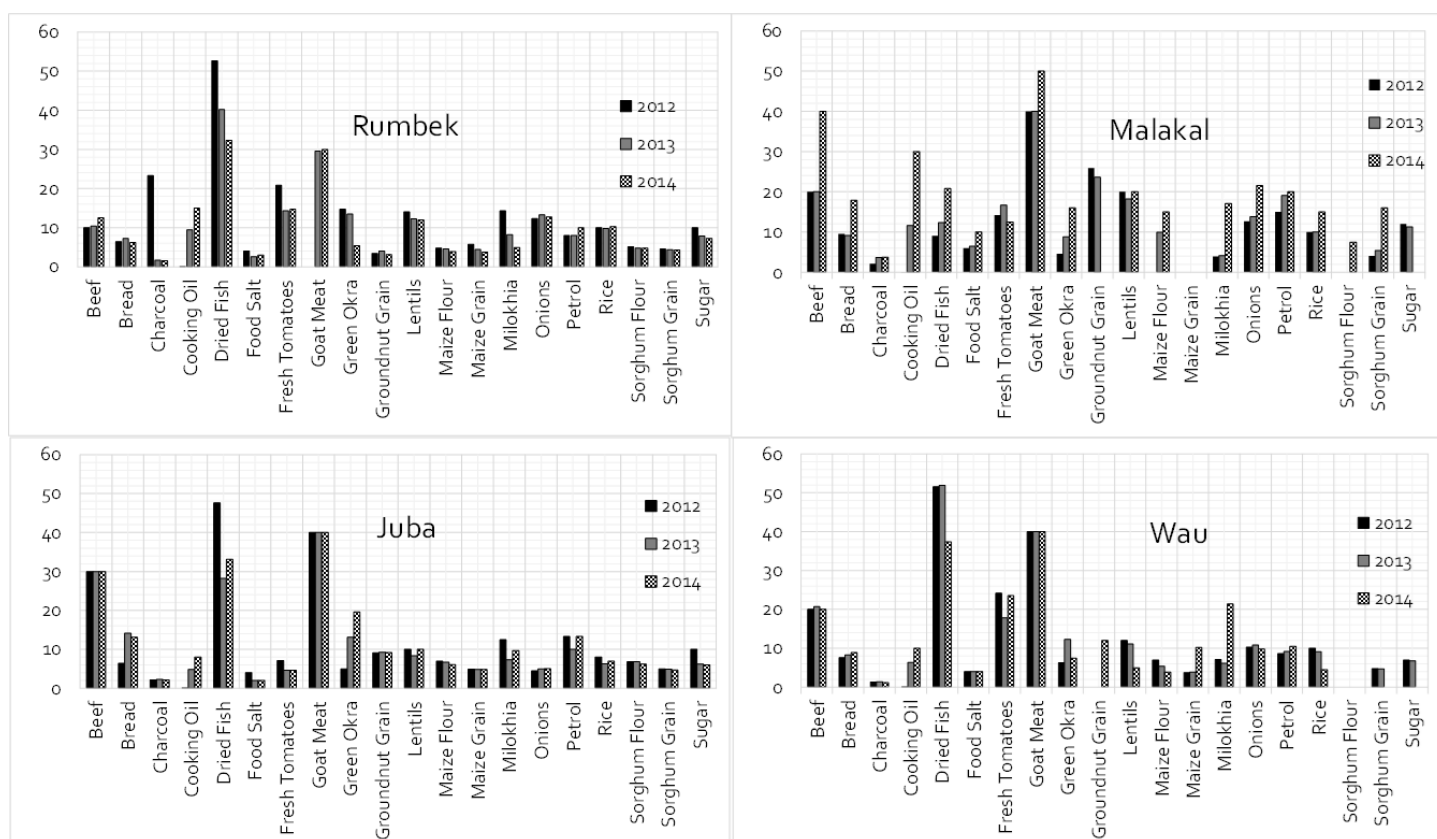 Rumbek
60
50
40
30
20
10
0
2012
2013
2014
Beef
Bread
Charcoal
Cooking Oil
Dried Fish
Food Salt
Fresh Tomatoes
Goat Meat
Green Okra
Groundnut Grain
Lentils
Maize Flour
Maize Grain
Milokhia
Onions
Petrol
Rice
Sorghum Flour
Sorghum Grain
Sugar
Malakal
60
50
40
30
20
10
0
2012
2013
2014
Beef
Bread
Charcoal
Cooking Oil
Dried Fish
Food Salt
Fresh Tomatoes
Goat Meat
Green Okra
Groundnut Grain
Lentils
Maize Flour
Maize Grain
Milokhia
Onions
Petrol
Rice
Sorghum Flour
Sorghum Grain
Sugar
Juba
60
50
40
30
20
10
0
2012
2013
2014
Beef
Bread
Charcoal
Cooking Oil
Dried Fish
Food Salt
Fresh Tomatoes
Goat Meat
Green Okra
Groundnut Grain
Lentils
Maize Flour
Maize Grain
Milokhia
Onions
Petrol
Rice
Sorghum Flour
Sorghum Grain
Sugar
Wau
60
50
40
30
20
10
0
2012
2013
2014
Beef
Bread
Charcoal
Cooking Oil
Dried Fish
Food Salt
Fresh Tomatoes
Goat Meat
Green Okra
Groundnut Grain
Lentils
Maize Flour
Maize Grain
Milokhia
Onions
Petrol
Rice
Sorghum Flour
Sorghum Grain
Sugar